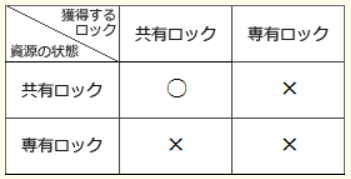 獲得する
ロック
資源の状態
共有ロック 専有ロック
共有ロック ○ ×
専有ロック × ×